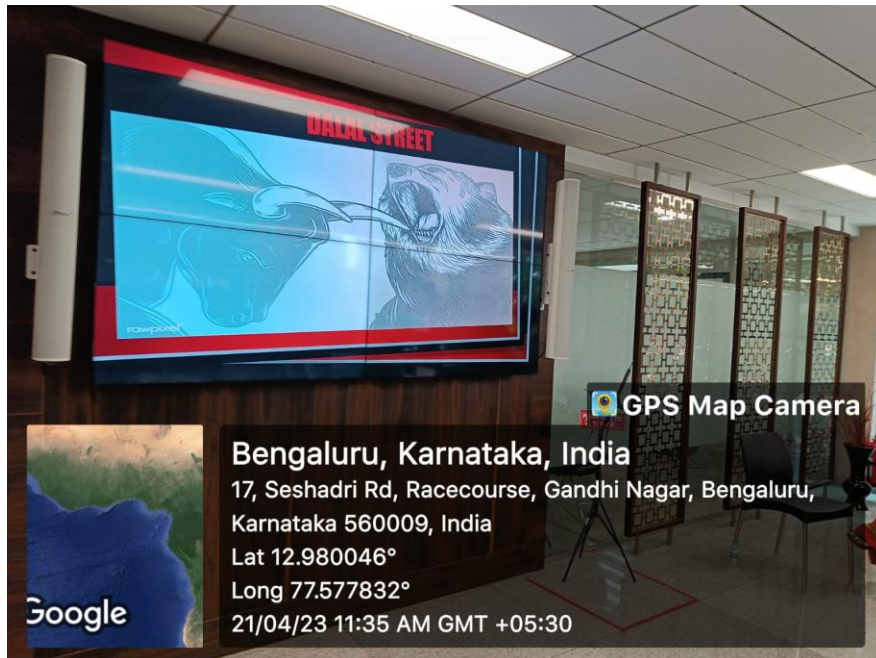 DALAL STREET
rawpixel
GPS Map Camera
Bengaluru, Karnataka, India
17, Seshadri Rd, Racecourse, Gandhi Nagar, Bengaluru,
Karnataka 560009, India
Lat 12.980046°
Long 77.577832°
21/04/23 11:35 AM GMT +05:30
Google